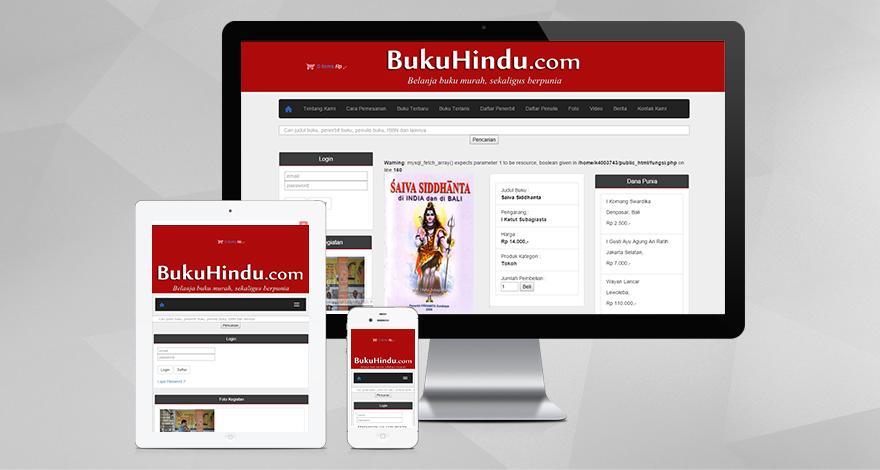 0 items Rp ,-
BukuHindu.com
Belanja buku murah, sekaligus berpunia
Tentang Kami Cara Pemesanan Buku Terbaru Buku Terlaris Daftar Penerbit Daftar Penulis Foto Video Berita Kontak Kami
Cari judul buku, penerbit buku, penulis buku, ISBN dan lainnya
Pencarian
Login
email
password
Warning: mysql_fetch_array() expects parameter 1 to be resource, boolean given in /home/k4003743/public_html/fungsi.php on
line 160
ŚAIVA SIDDHĀNTA
di INDIA dan di BALI
Judul Buku :
Saiva Siddhanta
Pengarang :
I Ketut Subagiasta
Harga :
Rp 14.000,-
Produk Kategori :
Tokoh
Jumlah Pembelian :
1 Beli
Dana Punia
I Komang Swardika
Denpasar, Bali
Rp 2.500,-
I Gusti Ayu Agung Ari Ratih
Jakarta Selatan,
Rp 7.000,-
Wayan Lancar
Lewoleba,
Rp 110.000,-
BukuHindu.com
Belanja buku murah, sekaligus berpunia
Cari judul buku, penerbit buku, penulis buku, ISBN dan lainnya
Pencarian
Login
email
password
Login Daftar
Lupa Password ?
Foto Kegiatan
BukuHindu.com
Belanja buku murah, sekaligus berpunia
Pencarian
Login